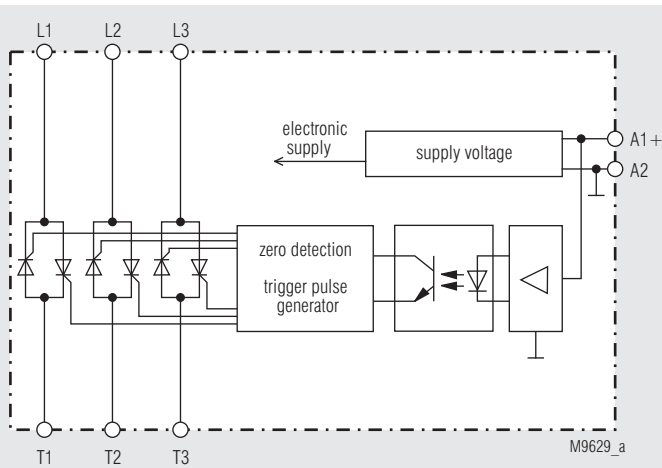 L1 L2 L3
electronic
supply
supply voltage
A1+
A2
zero detection
trigger pulse
generator
T1 T2 T3
M9629_a